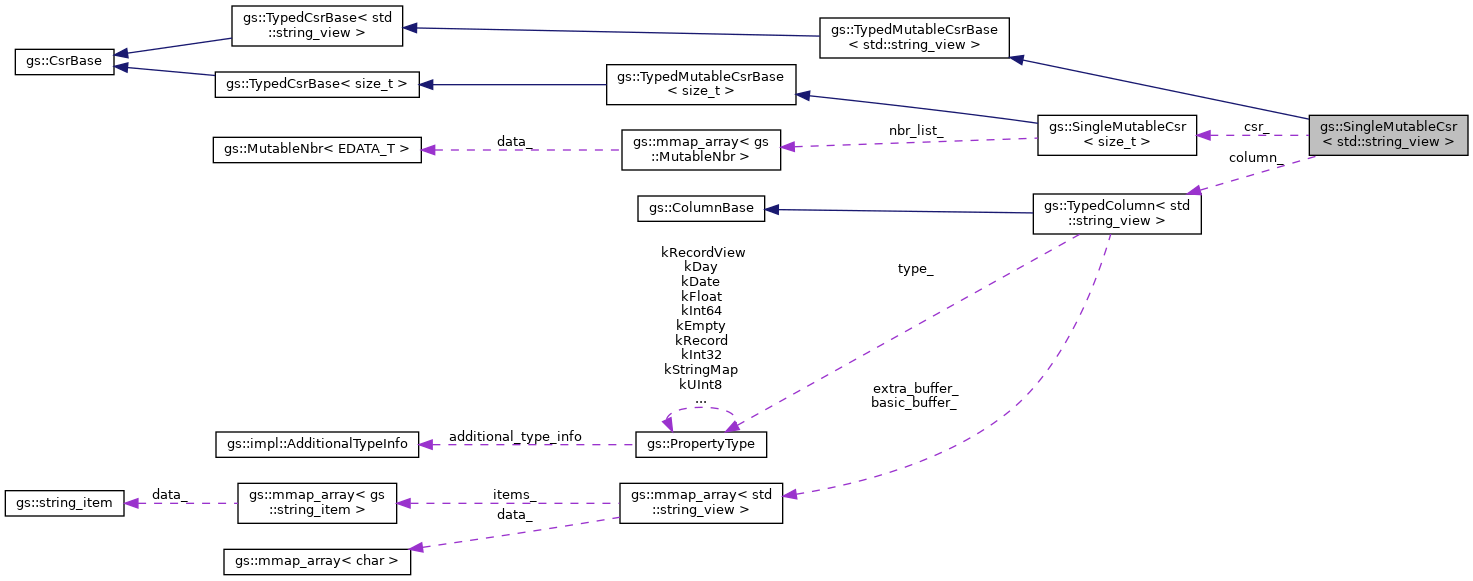 gs::TypedCsrBase< std
::string_view >
gs::TypedMutableCsrBase
< std::string_view >
gs::CsrBase
gs::TypedCsrBase< size_t >
gs::TypedMutableCsrBase
< size_t >
gs::SingleMutableCsr
< size_t >
csr_
gs::SingleMutableCsr
< std::string_view >
gs::MutableNbr< EDATA_T >
data_
gs::mmap_array< gs
::MutableNbr >
nbr_list_
column_
gs::ColumnBase
gs::TypedColumn< std
::string_view >
kRecordView
kDay
kDate
kFloat
kInt64
kEmpty
kRecord
kInt32
kStringMap
kUInt8
...
type_
extra_buffer_
basic_buffer_
gs::impl::AdditionalTypeInfo
additional_type_info
gs::PropertyType
gs::string_item
data_
gs::mmap_array< gs
::string_item >
items_
data_
gs::mmap_array< std
::string_view >
gs::mmap_array< char >